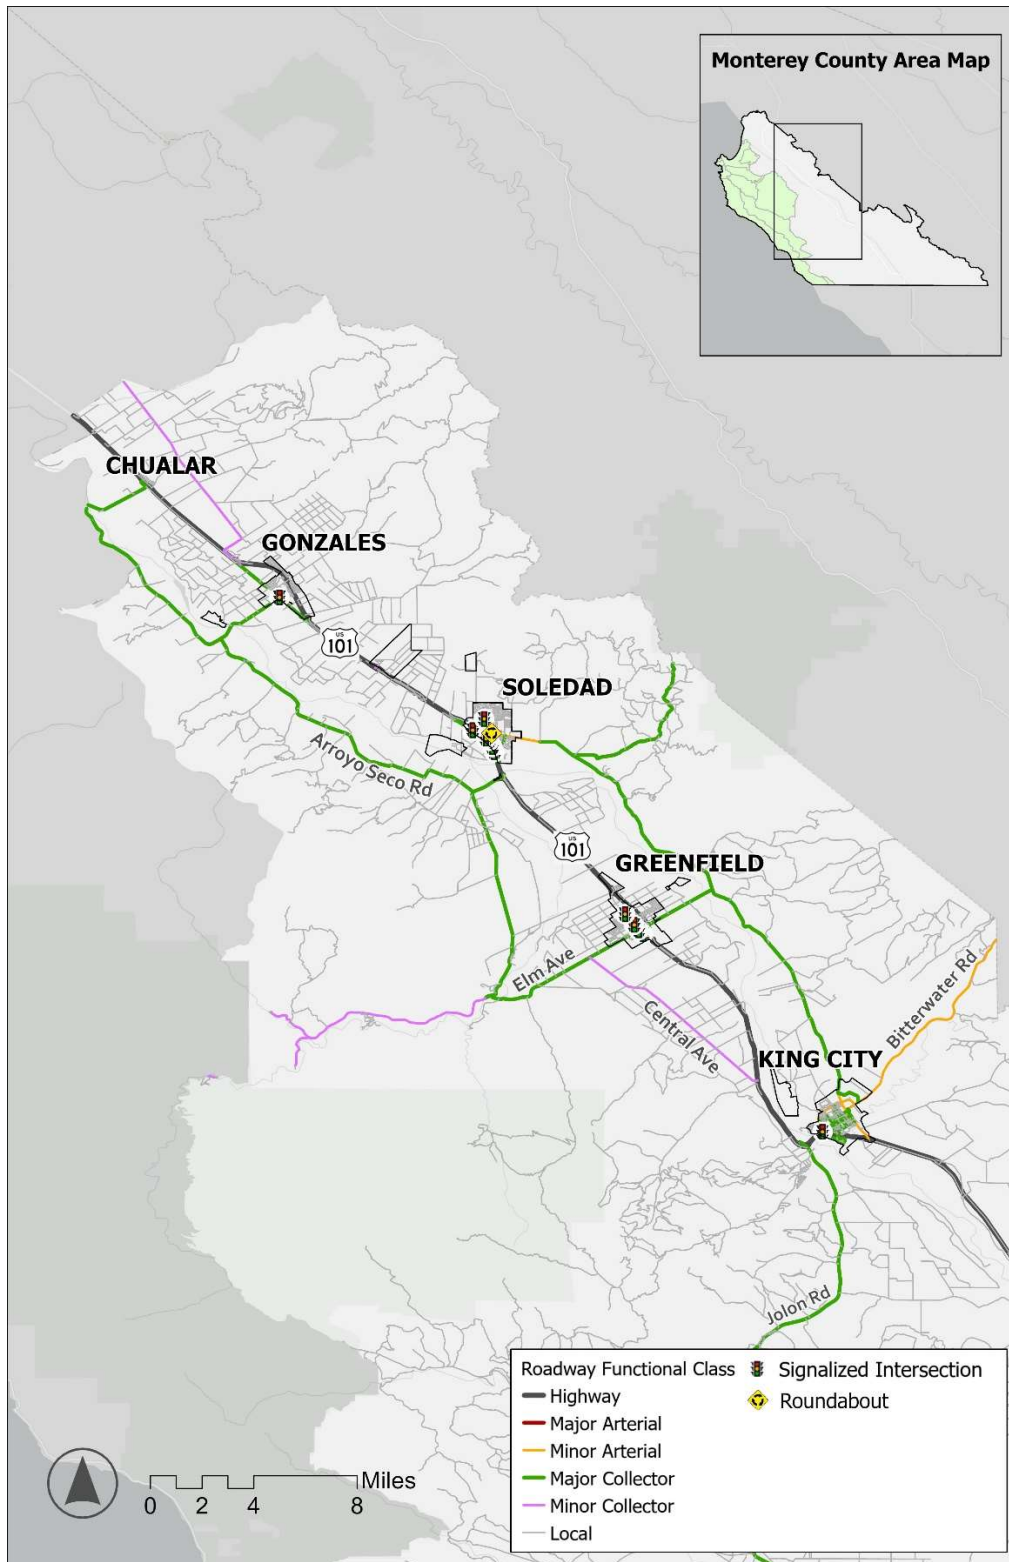 Monterey County Area Map
CHUALAR
GONZALES
US
101
SOLEDAD
Arroyo Seco Rd
US
101
GREENFIELD
Elm Ave
Central Ave
Bitterwater Rd
KING CITY
Jolon Rd
Roadway Functional Class
Highway
Major Arterial
Minor Arterial
Major Collector
Minor Collector
Local
Signalized Intersection
Roundabout
Miles
0 2 4 8